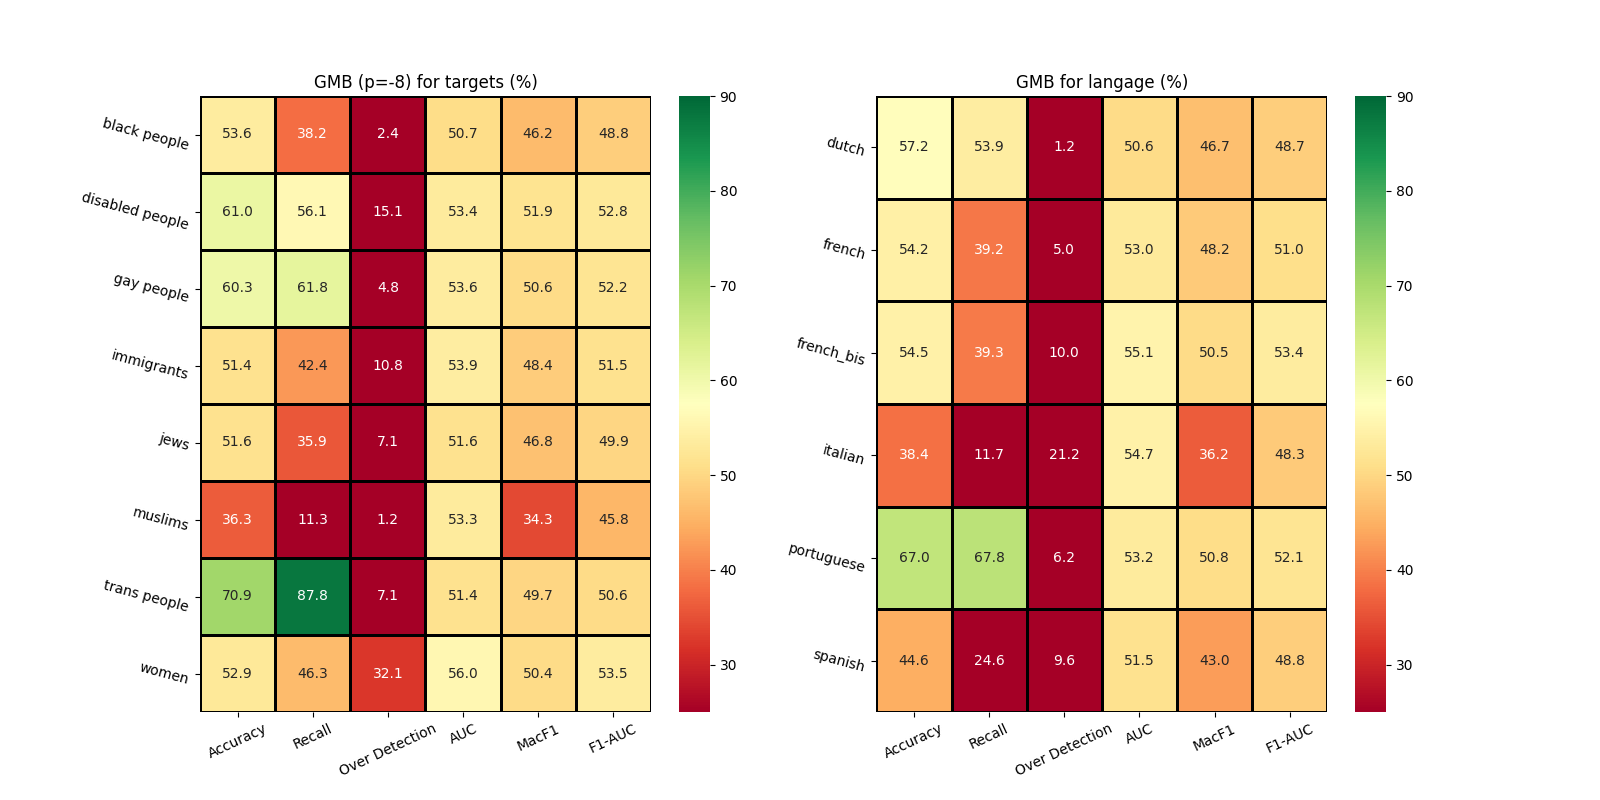 GMB (p=-8) for targets (%)
black people 53.6 38.2 2.4 50.7 46.2 48.8
disabled people 61.0 56.1 15.1 53.4 51.9 52.8
gay people 60.3 61.8 4.8 53.6 50.6 52.2
immigrants 51.4 42.4 10.8 53.9 48.4 51.5
jews 51.6 35.9 7.1 51.6 46.8 49.9
muslims 36.3 11.3 1.2 53.3 34.3 45.8
trans people 70.9 87.8 7.1 51.4 49.7 50.6
women 52.9 46.3 32.1 56.0 50.4 53.5
Accuracy Recall Over Detection AUC MacF1 F1-AUC
90
80
70
60
50
40
30
GMB for langage (%)
dutch 57.2 53.9 1.2 50.6 46.7 48.7
french 54.2 39.2 5.0 53.0 48.2 51.0
french_bis 54.5 39.3 10.0 55.1 50.5 53.4
italian 38.4 11.7 21.2 54.7 36.2 48.3
portuguese 67.0 67.8 6.2 53.2 50.8 52.1
spanish 44.6 24.6 9.6 51.5 43.0 48.8
Accuracy Recall Over Detection AUC MacF1 F1-AUC
90
80
70
60
50
40
30